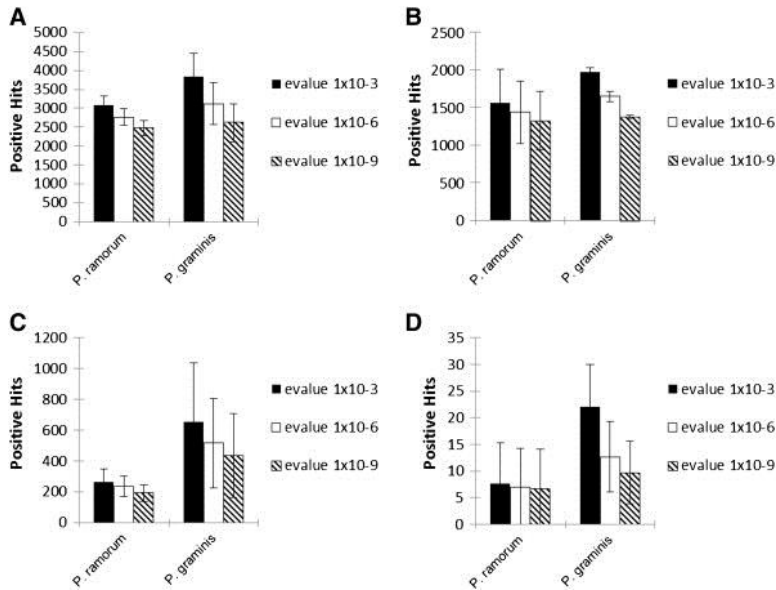 A
Positive Hits
5000
4500
4000
3500
3000
2500
2000
1500
1000
500
0
P. ramorum
P. graminis
evalue 1x10-3
evalue 1x10-6
evalue 1x10-9
B
Positive Hits
2500
2000
1500
1000
500
0
P. ramorum
P. graminis
evalue 1x10-3
evalue 1x10-6
evalue 1x10-9
C
Positive Hits
1200
1000
800
600
400
200
0
P. ramorum
P. graminis
evalue 1x10-3
evalue 1x10-6
evalue 1x10-9
D
Positive Hits
35
30
25
20
15
10
5
0
P. ramorum
P. graminis
evalue 1x10-3
evalue 1x10-6
evalue 1x10-9